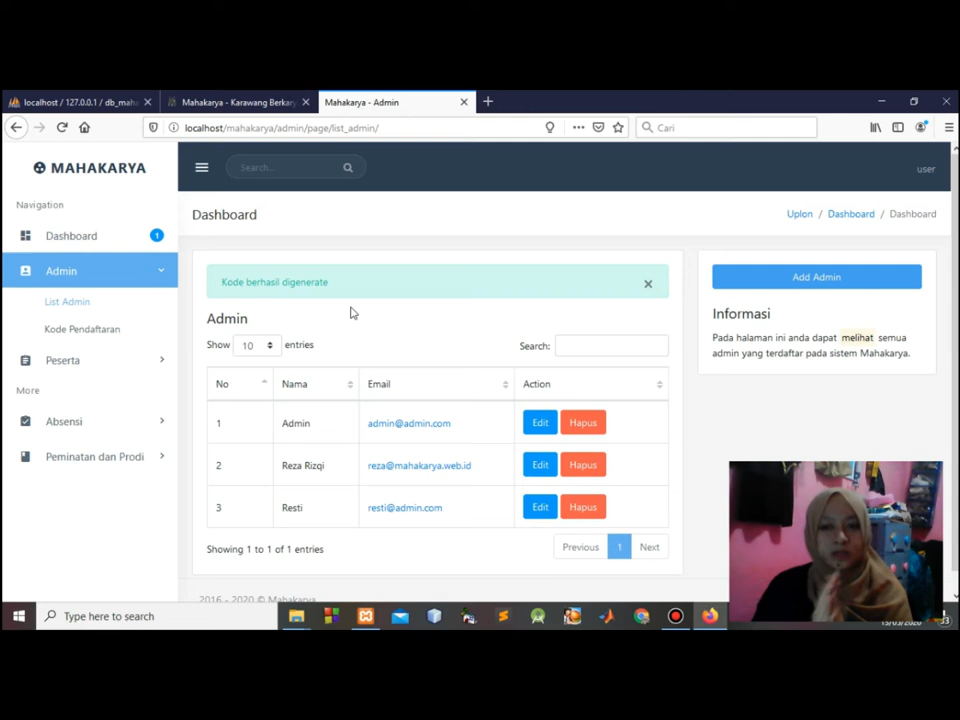 localhost / 127.0.0.1 / db_maha
Mahakarya - Karawang Berkary
Mahakarya - Admin
localhost/mahakarya/admin/page/list_admin/
Cari
MAHAKARYA
Search...
user
Navigation
Dashboard
Uplon / Dashboard / Dashboard
Dashboard 1
Admin
Kode berhasil digenerate
Add Admin
List Admin
Admin
Informasi
Kode Pendaftaran
Show 10 entries
Search:
Pada halaman ini anda dapat melihat semua
admin yang terdaftar pada sistem Mahakarya.
Peserta
No Nama Email Action
More
Absensi
1 Admin admin@admin.com Edit Hapus
Peminatan dan Prodi
2 Reza Rizqi reza@mahakarya.web.id Edit Hapus
3 Resti resti@admin.com Edit Hapus
Showing 1 to 1 of 1 entries
Previous 1 Next
2016 - 2020 © Mahakarya
Type here to search